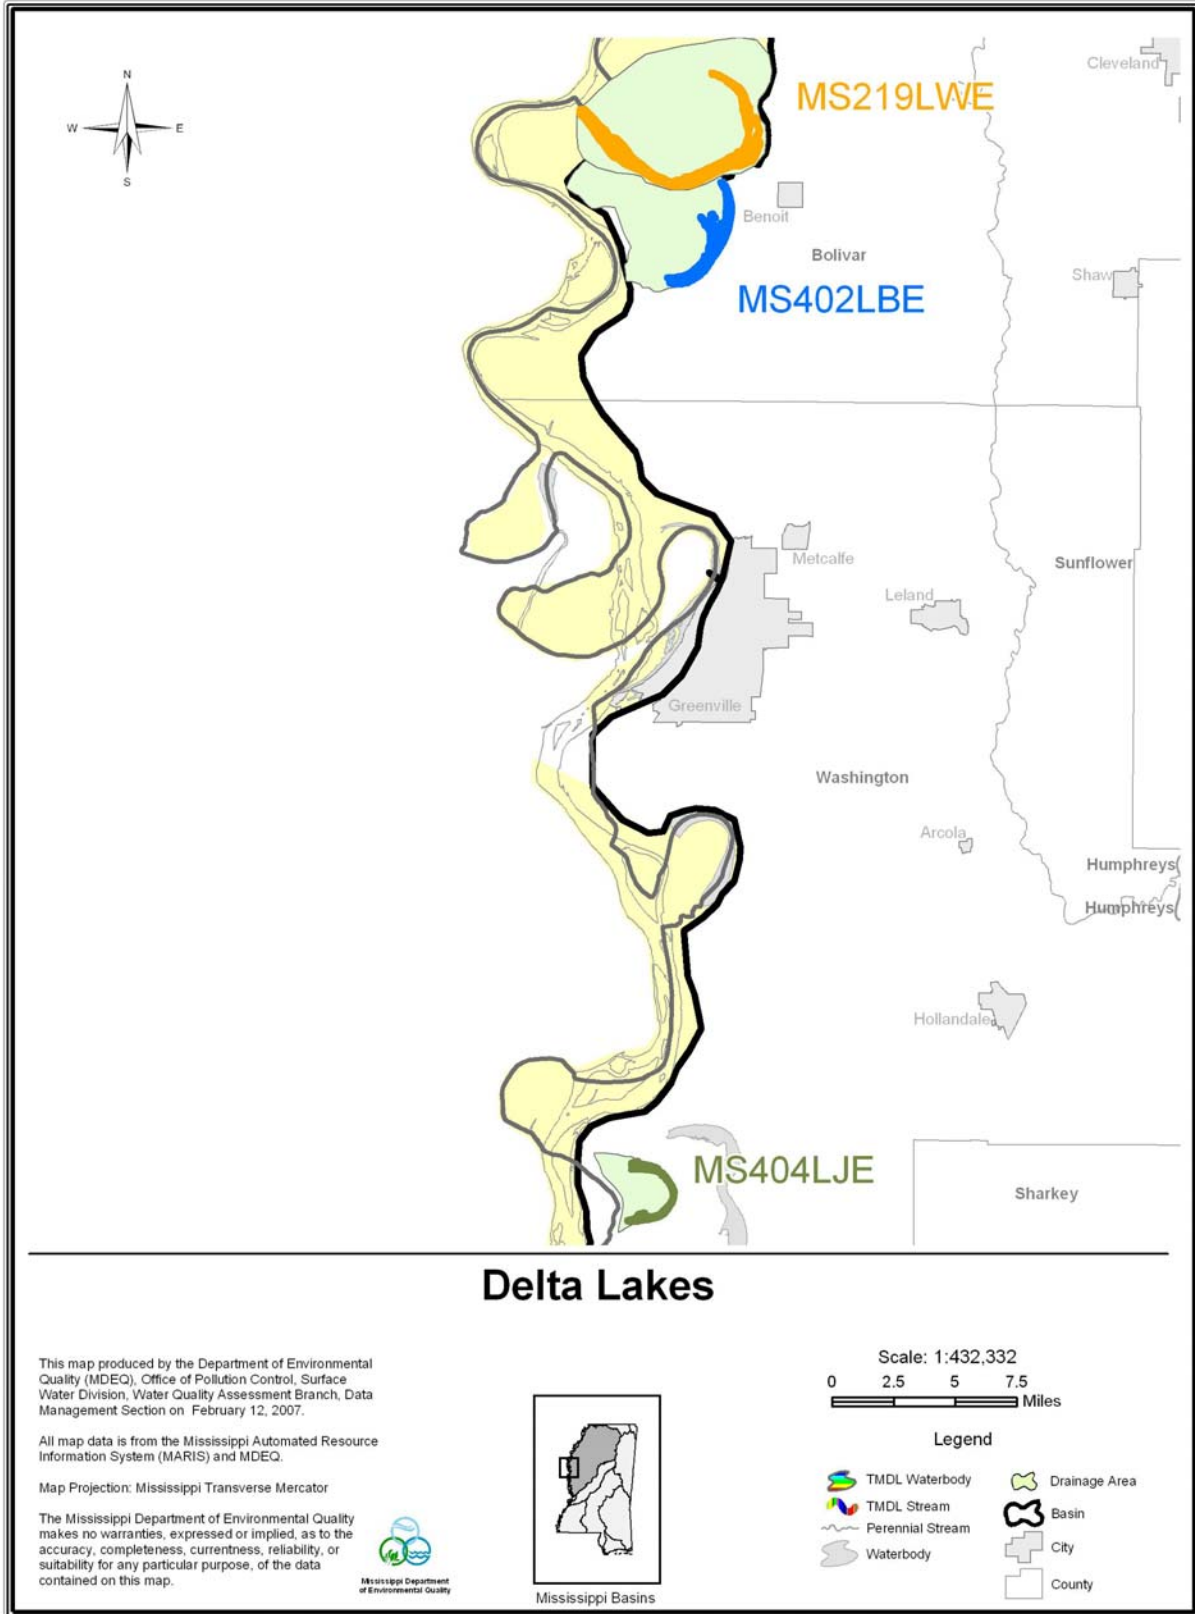 N
W E
S
Cleveland
MS219LWE
Benoit
Bolivar
Shaw
MS402LBE
Metcalfe
Sunflower
Leland
Greenville
Washington
Arcola
Humphreys
Humphreys
Hollandale
MS404LJE
Sharkey
Delta Lakes
This map produced by the Department of Environmental
Quality (MDEQ), Office of Pollution Control, Surface
Water Division, Water Quality Assessment Branch, Data
Management Section on February 12, 2007.
All map data is from the Mississippi Automated Resource
Information System (MARIS) and MDEQ.
Map Projection: Mississippi Transverse Mercator
The Mississippi Department of Environmental Quality
makes no warranties, expressed or implied, as to the
accuracy, completeness, currentness, reliability, or
suitability for any particular purpose, of the data
contained on this map.
Mississippi Department
of Environmental Quality
Mississippi Basins
Scale: 1:432,332
0 2.5 5 7.5
Miles
Legend
TMDL Waterbody
TMDL Stream
Perennial Stream
Waterbody
Drainage Area
Basin
City
County